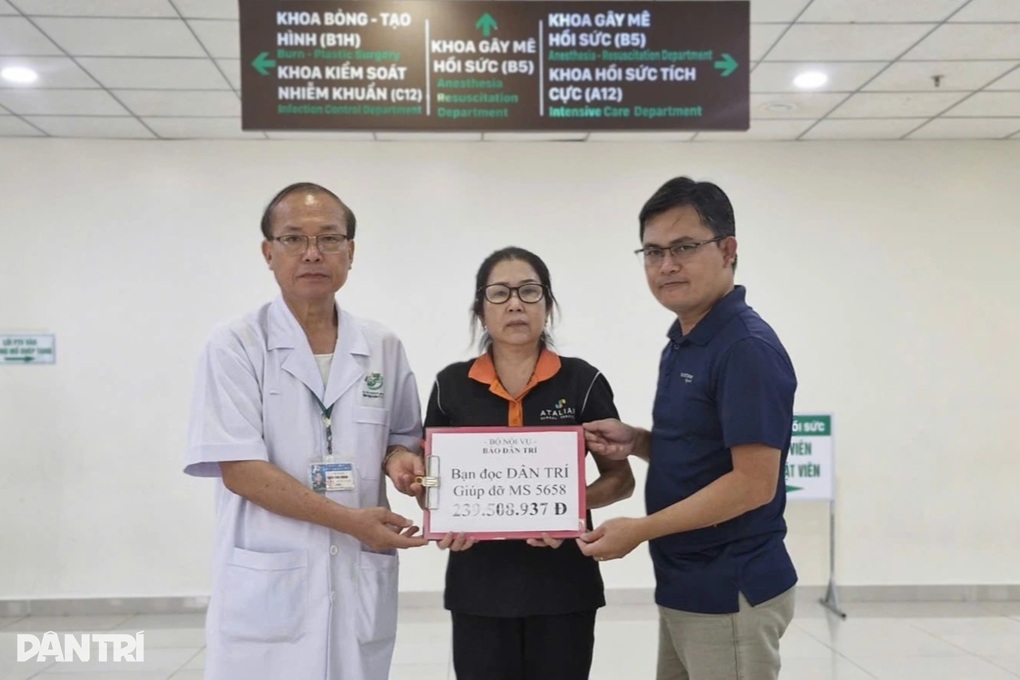 KHOA BỎNG - TẠO
HÌNH (B1H)
Burn - Plastic Surgery
KHOA KIỂM SOÁT
NHIỄM KHUẨN (C12)
Infection Control Department
KHOA GÂY MÊ
HỒI SỨC (B5)
Anesthesia
Resuscitation
Department
KHOA GÂY MÊ
HỒI SỨC (B5)
Anesthesia - Resuscitation Department
KHOA HỒI SỨC TÍCH
CỰC (A12)
Intensive Care Department
ATALIAN
- BỘ NỘI VỤ -
BÁO DÂN TRÍ
Bạn đọc DÂN TRÍ
Giúp đỡ MS 5658
239.508.937 Đ
HỒI SỨC
VIÊN
DÂN TRÍ